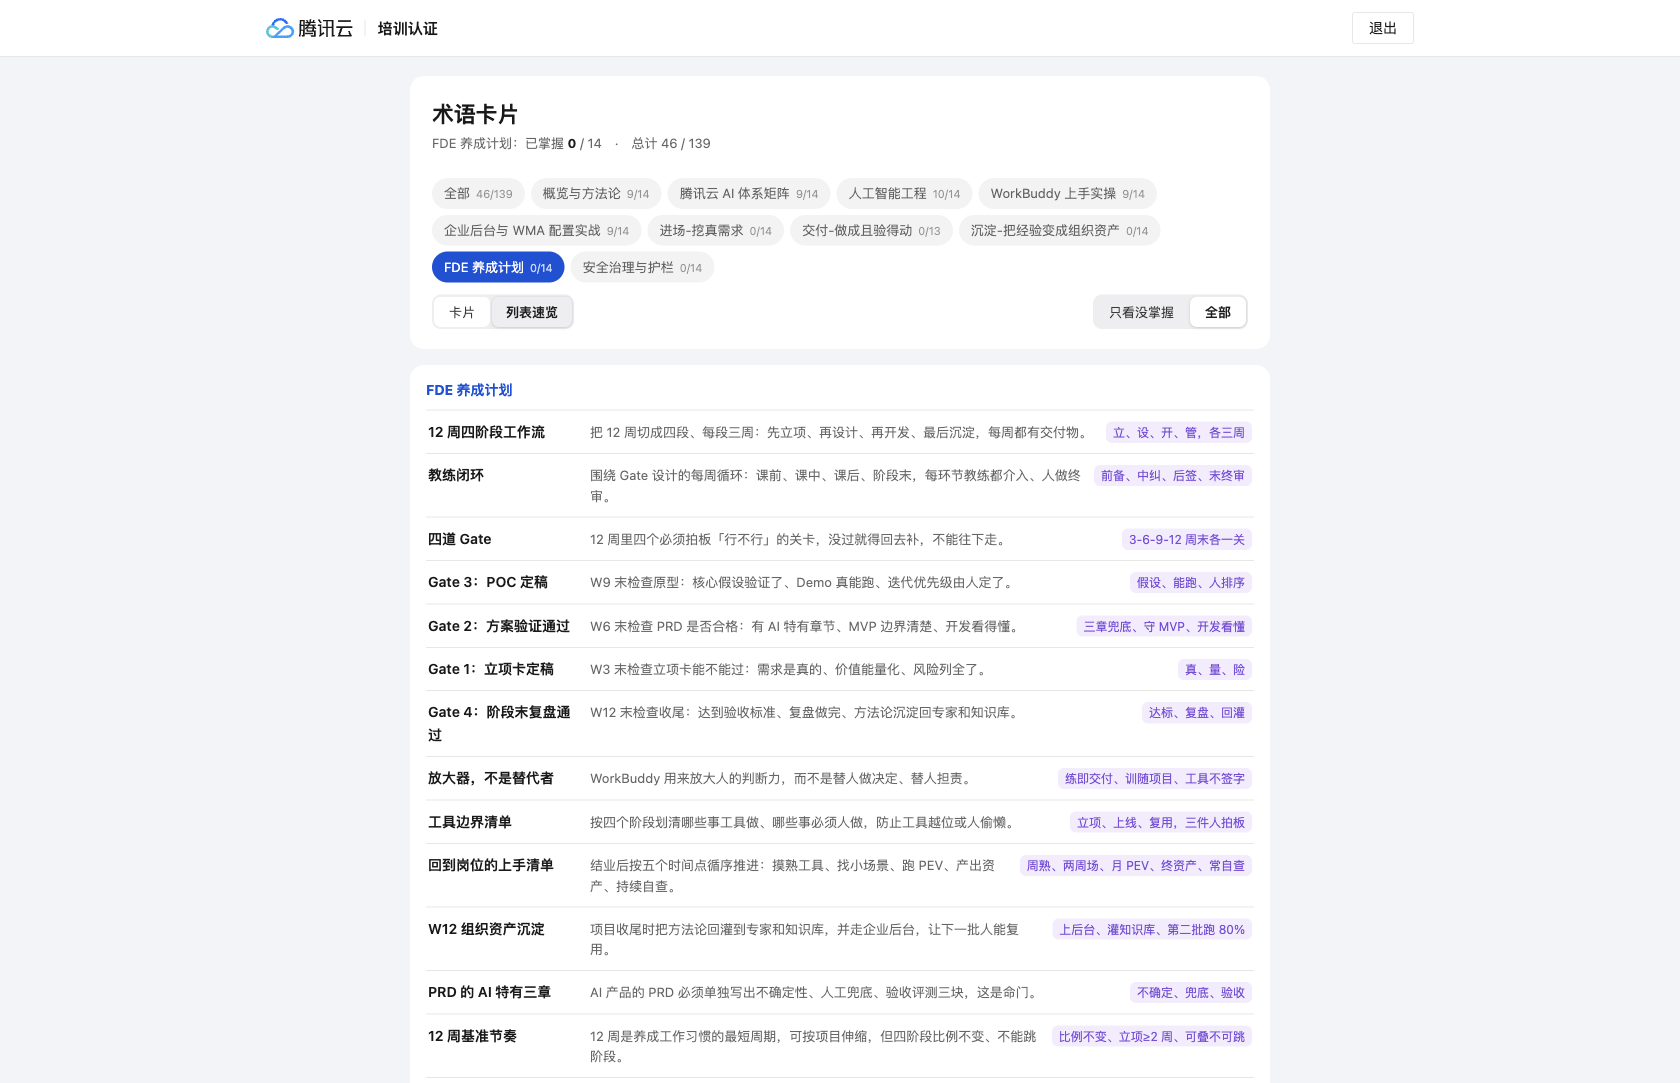 腾讯云 培训认证 退出
术语卡片
FDE 养成计划：已掌握 0 / 14 · 总计 46 / 139
全部 46/139 概览与方法论 9/14 腾讯云 AI 体系矩阵 9/14 人工智能工程 10/14 WorkBuddy 上手实操 9/14
企业后台与 WMA 配置实战 9/14 进场-挖真需求 0/14 交付-做成且验得动 0/13 沉淀-把经验变成组织资产 0/14
FDE 养成计划 0/14 安全治理与护栏 0/14
卡片 列表速览 只看没掌握 全部
FDE 养成计划
12 周四阶段工作流 把 12 周切成四段、每段三周：先立项、再设计、再开发、最后沉淀，每周都有交付物。 立、设、开、管，各三周
教练闭环 围绕 Gate 设计的每周循环：课前、课中、课后、阶段末，每环节教练都介入、人做终 前备、中纠、后签、末终审
审。
四道 Gate 12 周里四个必须拍板「行不行」的关卡，没过就得回去补，不能往下走。 3-6-9-12 周末各一关
Gate 3：POC 定稿 W9 末检查原型：核心假设验证了、Demo 真能跑、迭代优先级由人定了。 假设、能跑、人排序
Gate 2：方案验证通过 W6 末检查 PRD 是否合格：有 AI 特有章节、MVP 边界清楚、开发看得懂。 三章兜底、守 MVP、开发看懂
Gate 1：立项卡定稿 W3 末检查立项卡能不能过：需求是真的、价值能量化、风险列全了。 真、量、险
Gate 4：阶段末复盘通 W12 末检查收尾：达到验收标准、复盘做完、方法论沉淀回专家和知识库。 达标、复盘、回灌
过
放大器，不是替代者 WorkBuddy 用来放大人的判断力，而不是替人做决定、替人担责。 练即交付、训随项目、工具不签字
工具边界清单 按四个阶段划清哪些事工具做、哪些事必须人做，防止工具越位或人偷懒。 立项、上线、复用，三件人拍板
回到岗位的上手清单 结业后按五个时间点循序推进：摸熟工具、找小场景、跑 PEV、产出资 周熟、两周场、月 PEV、终资产、常自查
产、持续自查。
W12 组织资产沉淀 项目收尾时把方法论回灌到专家和知识库，并走企业后台，让下一批人能复 上后台、灌知识库、第二批跑 80%
用。
PRD 的 AI 特有三章 AI 产品的 PRD 必须单独写出不确定性、人工兜底、验收评测三块，这是命门。 不确定、兜底、验收
12 周基准节奏 12 周是养成工作习惯的最短周期，可按项目伸缩，但四阶段比例不变、不能跳 比例不变、立项≥2 周、可叠不可跳
阶段。